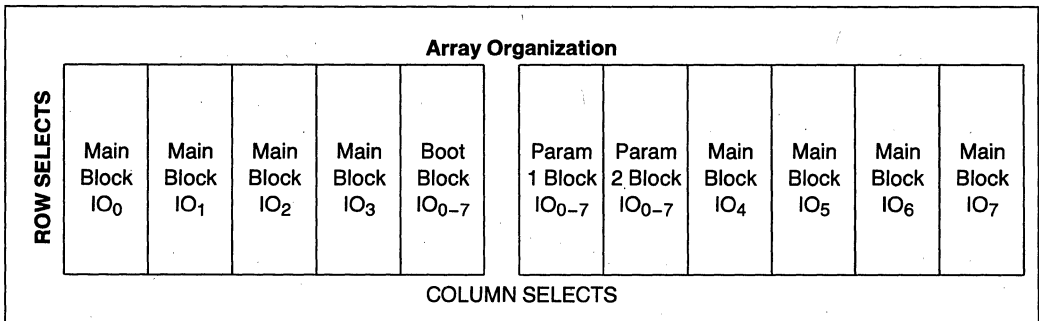 Array Organization
ROW SELECTS
Main Block IO₀
Main Block IO₁
Main Block IO₂
Main Block IO₃
Boot Block IO₀₋₇
Param 1 Block IO₀₋₇
Param 2 Block IO₀₋₇
Main Block IO₄
Main Block IO₅
Main Block IO₆
Main Block IO₇
COLUMN SELECTS